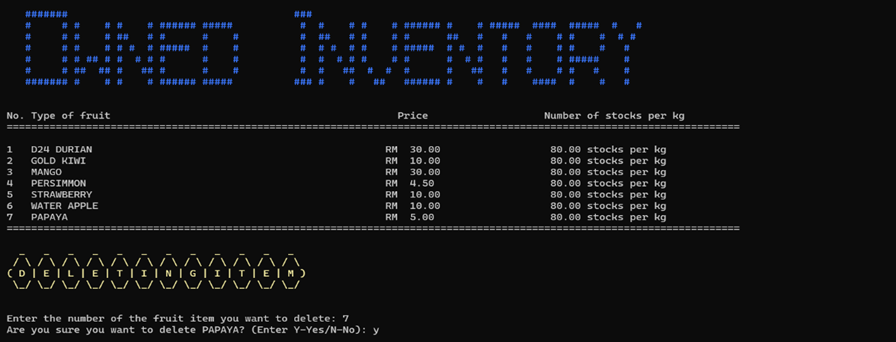 OWNED INVENTORY
No. Type of fruit Price Number of stocks per kg
1 D24 DURIAN RM 30.00 80.00 stocks per kg
2 GOLD KIWI RM 10.00 80.00 stocks per kg
3 MANGO RM 30.00 80.00 stocks per kg
4 PERSIMMON RM 4.50 80.00 stocks per kg
5 STRAWBERRY RM 10.00 80.00 stocks per kg
6 WATER APPLE RM 10.00 80.00 stocks per kg
7 PAPAYA RM 5.00 80.00 stocks per kg
DELETING ITEM
Enter the number of the fruit item you want to delete: 7
Are you sure you want to delete PAPAYA? (Enter Y-Yes/N-No): y